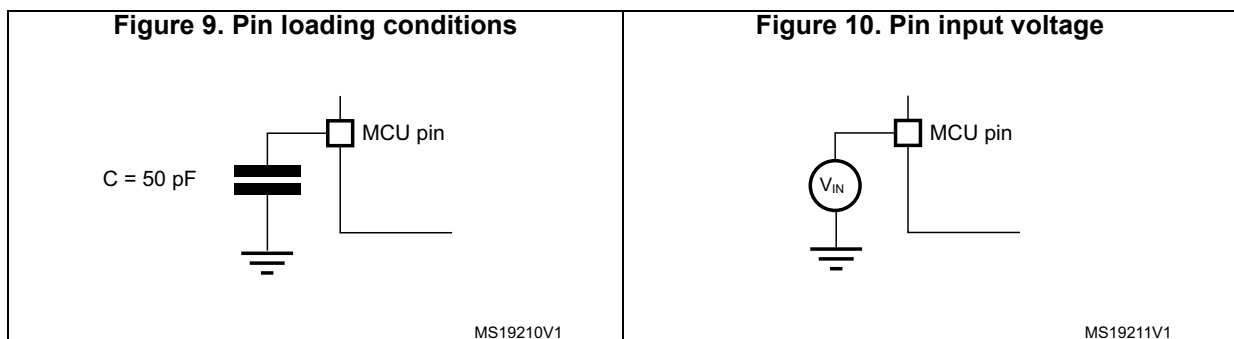 Figure 9. Pin loading conditions
MCU pin
C = 50 pF
MS19210V1
Figure 10. Pin input voltage
MCU pin
VIN
MS19211V1